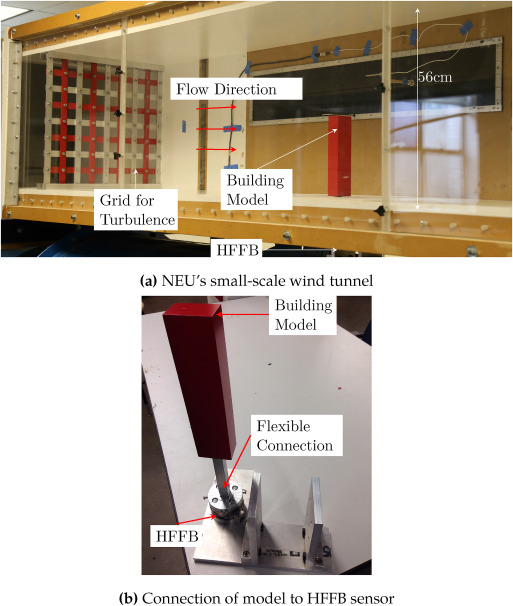 56cm
Flow Direction
Building
Model
Grid for
Turbulence
HFFB
(a) NEU's small-scale wind tunnel
Building
Model
Flexible
Connection
HFFB
(b) Connection of model to HFFB sensor